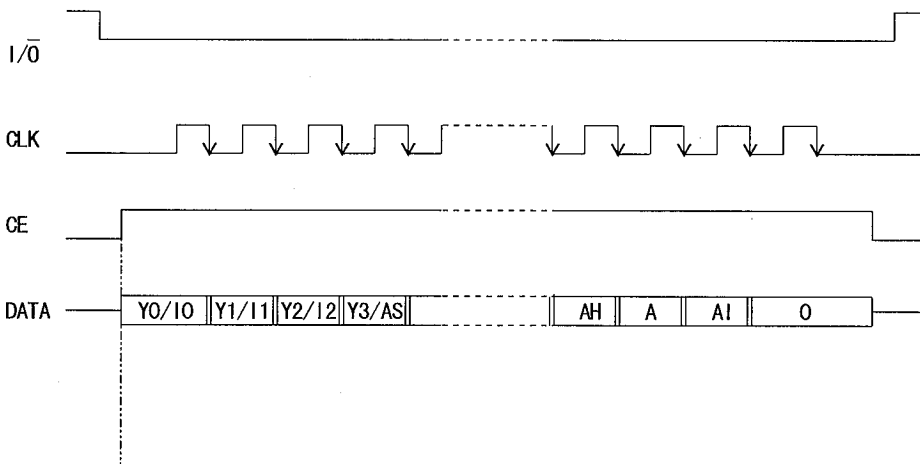 I/O̅
CLK
CE
DATA Y0/I0 Y1/I1 Y2/I2 Y3/AS AH A AI 0